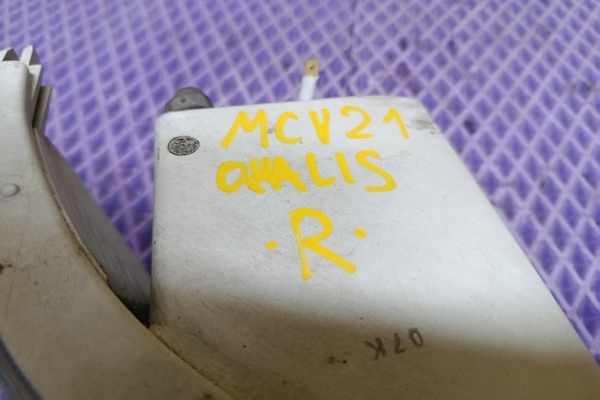 MCV21
QUALIS
·R·
07K